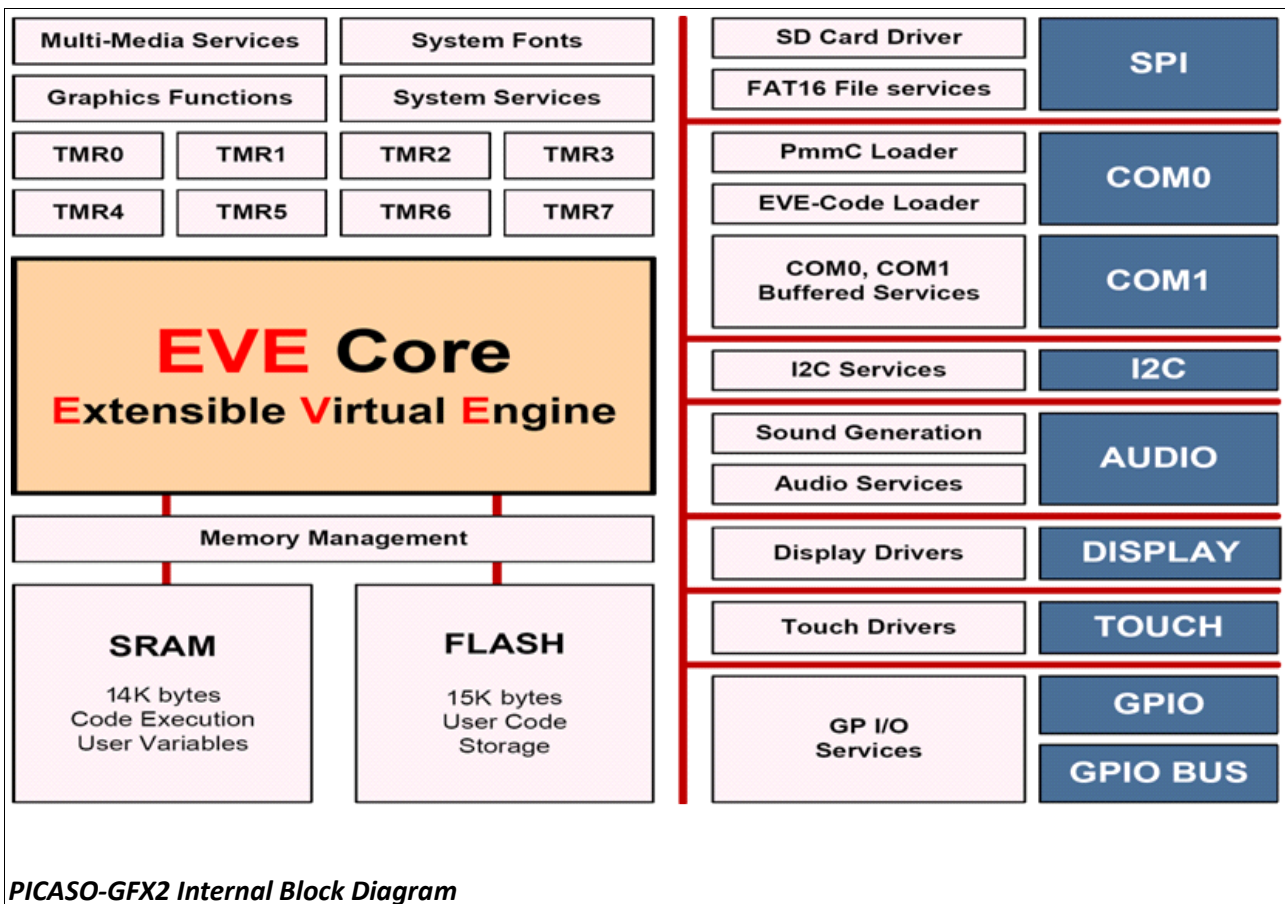 Multi-Media Services
System Fonts
Graphics Functions
System Services
TMR0
TMR1
TMR2
TMR3
TMR4
TMR5
TMR6
TMR7
EVE Core
Extensible Virtual Engine
Memory Management
SRAM
14K bytes
Code Execution
User Variables
FLASH
15K bytes
User Code
Storage
SD Card Driver
FAT16 File services
SPI
PmmC Loader
EVE-Code Loader
COM0
COM0, COM1
Buffered Services
COM1
I2C Services
I2C
Sound Generation
Audio Services
AUDIO
Display Drivers
DISPLAY
Touch Drivers
TOUCH
GP I/O
Services
GPIO
GPIO BUS
PICASO-GFX2 Internal Block Diagram